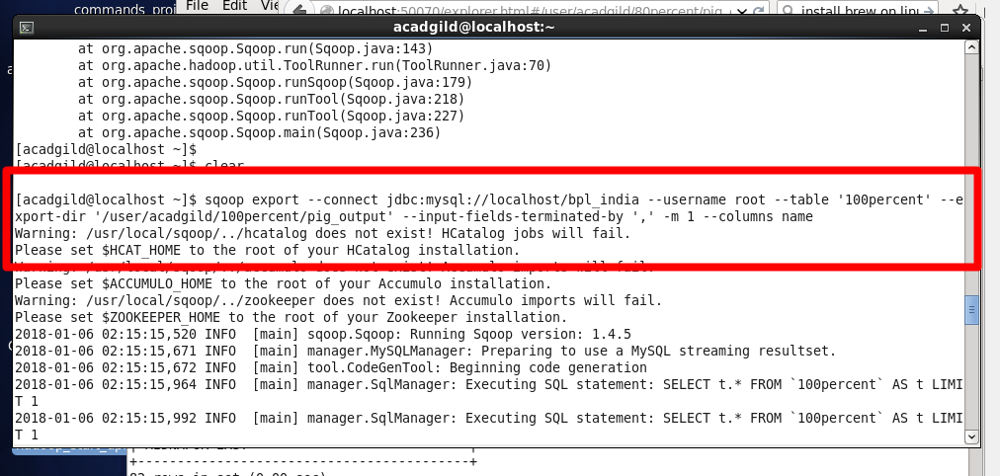 commands_proj
File Edit Vie
localhost:50070/explorer.html#/user/acadgild/80percent/pig_
install brew on linu
acadgild@localhost:~
at org.apache.sqoop.Sqoop.run(Sqoop.java:143)
at org.apache.hadoop.util.ToolRunner.run(ToolRunner.java:70)
at org.apache.sqoop.Sqoop.runSqoop(Sqoop.java:179)
at org.apache.sqoop.Sqoop.runTool(Sqoop.java:218)
at org.apache.sqoop.Sqoop.runTool(Sqoop.java:227)
at org.apache.sqoop.Sqoop.main(Sqoop.java:236)
[acadgild@localhost ~]$
[acadgild@localhost ~]$ clear
[acadgild@localhost ~]$ sqoop export --connect jdbc:mysql://localhost/bpl_india --username root --table '100percent' --e
xport-dir '/user/acadgild/100percent/pig_output' --input-fields-terminated-by ',' -m 1 --columns name
Warning: /usr/local/sqoop/../hcatalog does not exist! HCatalog jobs will fail.
Please set $HCAT_HOME to the root of your HCatalog installation.
Warning: /usr/local/sqoop/../accumulo does not exist! Accumulo imports will fail.
Please set $ACCUMULO_HOME to the root of your Accumulo installation.
Warning: /usr/local/sqoop/../zookeeper does not exist! Accumulo imports will fail.
Please set $ZOOKEEPER_HOME to the root of your Zookeeper installation.
2018-01-06 02:15:15,520 INFO  [main] sqoop.Sqoop: Running Sqoop version: 1.4.5
2018-01-06 02:15:15,671 INFO  [main] manager.MySQLManager: Preparing to use a MySQL streaming resultset.
2018-01-06 02:15:15,672 INFO  [main] tool.CodeGenTool: Beginning code generation
2018-01-06 02:15:15,964 INFO  [main] manager.SqlManager: Executing SQL statement: SELECT t.* FROM `100percent` AS t LIMI
T 1
2018-01-06 02:15:15,992 INFO  [main] manager.SqlManager: Executing SQL statement: SELECT t.* FROM `100percent` AS t LIMI
T 1
+------------------------------------------+
rows in set (0.00 sec)